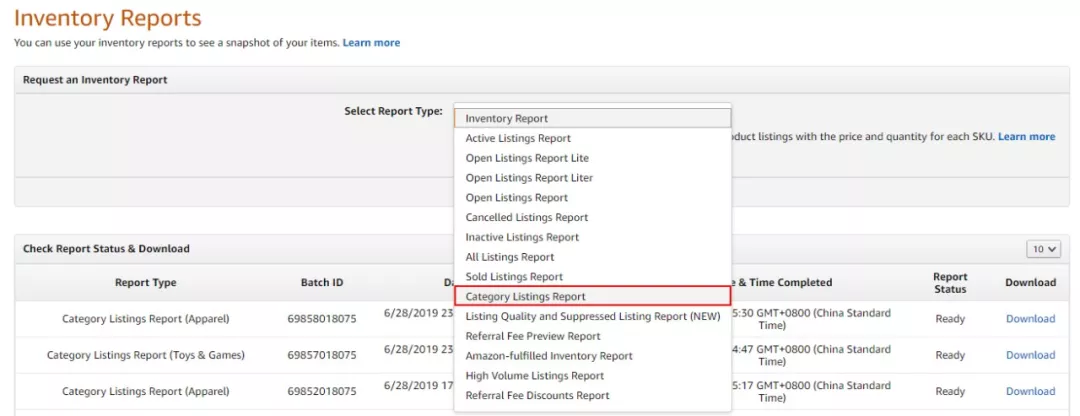 Inventory Reports
You can use your inventory reports to see a snapshot of your items. Learn more
Request an Inventory Report
Select Report Type:
Inventory Report
Active Listings Report
duct listings with the price and quantity for each SKU. Learn more
Open Listings Report Lite
Open Listings Report Liter
Open Listings Report
Cancelled Listings Report
Inactive Listings Report
All Listings Report
Sold Listings Report
Category Listings Report
Listing Quality and Suppressed Listing Report (NEW)
Referral Fee Preview Report
Amazon-fulfilled Inventory Report
High Volume Listings Report
Referral Fee Discounts Report
Check Report Status & Download
10
Report Type Batch ID & Time Completed Report Status Download
Category Listings Report (Apparel) 69858018075 6/28/2019 23 5:30 GMT+0800 (China Standard Time) Ready Download
Category Listings Report (Toys & Games) 69857018075 6/28/2019 23 4:47 GMT+0800 (China Standard Time) Ready Download
Category Listings Report (Apparel) 69852018075 6/28/2019 17 5:17 GMT+0800 (China Standard Time) Ready Download